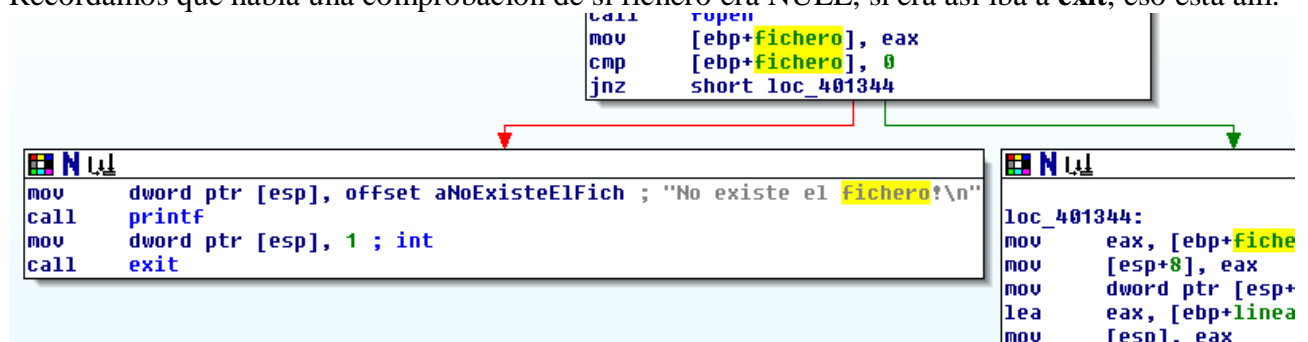 Recordamos que había una comprobación de si fichero era NULL, si era así iba a exit, eso está allí.
call fopen
mov [ebp+fichero], eax
cmp [ebp+fichero], 0
jnz short loc_401344
N
mov dword ptr [esp], offset aNoExisteElFich ; "No existe el fichero!\n"
call printf
mov dword ptr [esp], 1 ; int
call exit
N
loc_401344:
mov eax, [ebp+fiche
mov [esp+8], eax
mov dword ptr [esp+
lea eax, [ebp+linea
mov [esp], eax